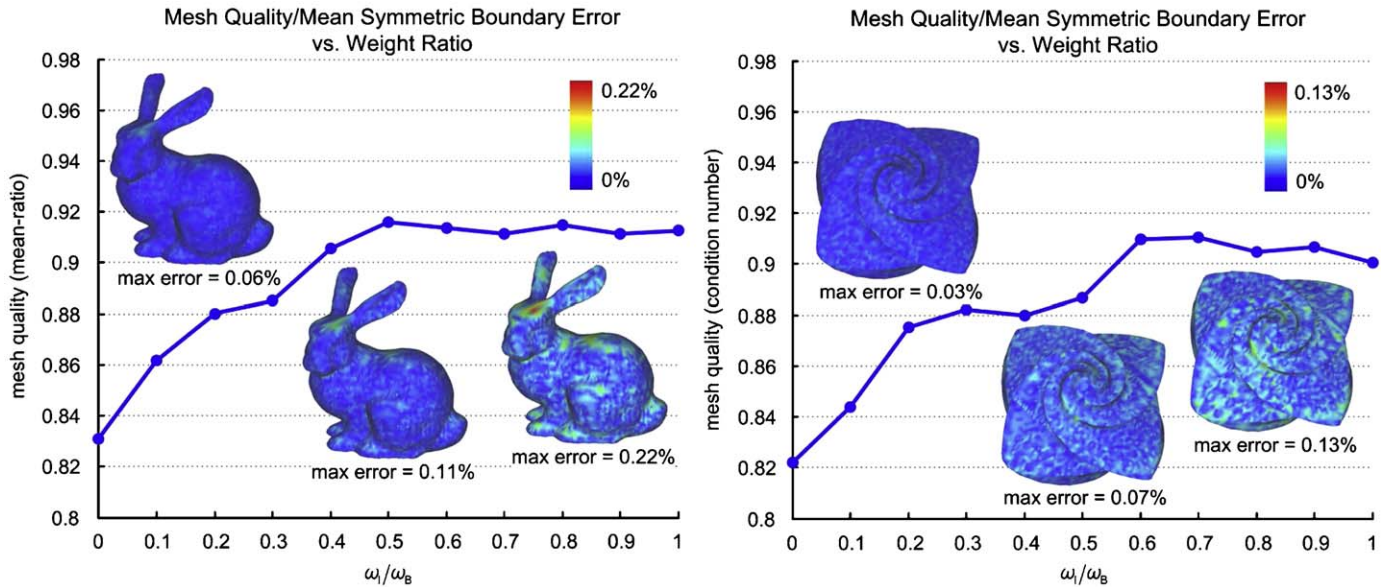 Mesh Quality/Mean Symmetric Boundary Error
vs. Weight Ratio
mesh quality (mean-ratio)
0.98
0.96
0.94
0.92
0.9
0.88
0.86
0.84
0.82
0.8
0.22%
0%
max error = 0.06%
max error = 0.11%
max error = 0.22%
0 0.1 0.2 0.3 0.4 0.5 0.6 0.7 0.8 0.9 1
ωI/ωB
Mesh Quality/Mean Symmetric Boundary Error
vs. Weight Ratio
mesh quality (condition number)
0.98
0.96
0.94
0.92
0.9
0.88
0.86
0.84
0.82
0.8
0.13%
0%
max error = 0.03%
max error = 0.13%
max error = 0.07%
0 0.1 0.2 0.3 0.4 0.5 0.6 0.7 0.8 0.9 1
ωI/ωB